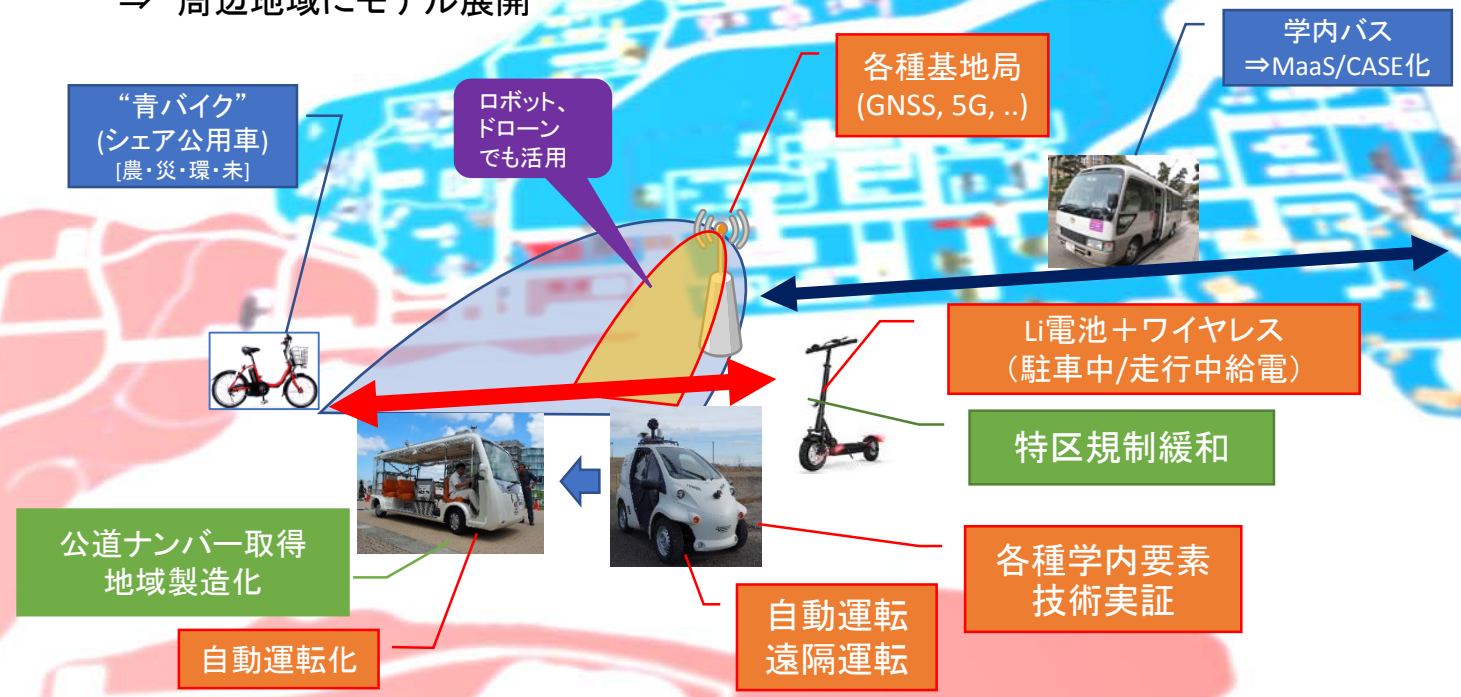 ⇒ 周辺地域にモデル展開
学内バス
⇒MaaS/CASE化
各種基地局
(GNSS, 5G, ..)
“青バイク”
(シェア公用車)
[農・災・環・未]
ロボット、
ドローン
でも活用
Li電池＋ワイヤレス
（駐車中/走行中給電）
特区規制緩和
公道ナンバー取得
地域製造化
各種学内要素
技術実証
自動運転
遠隔運転
自動運転化